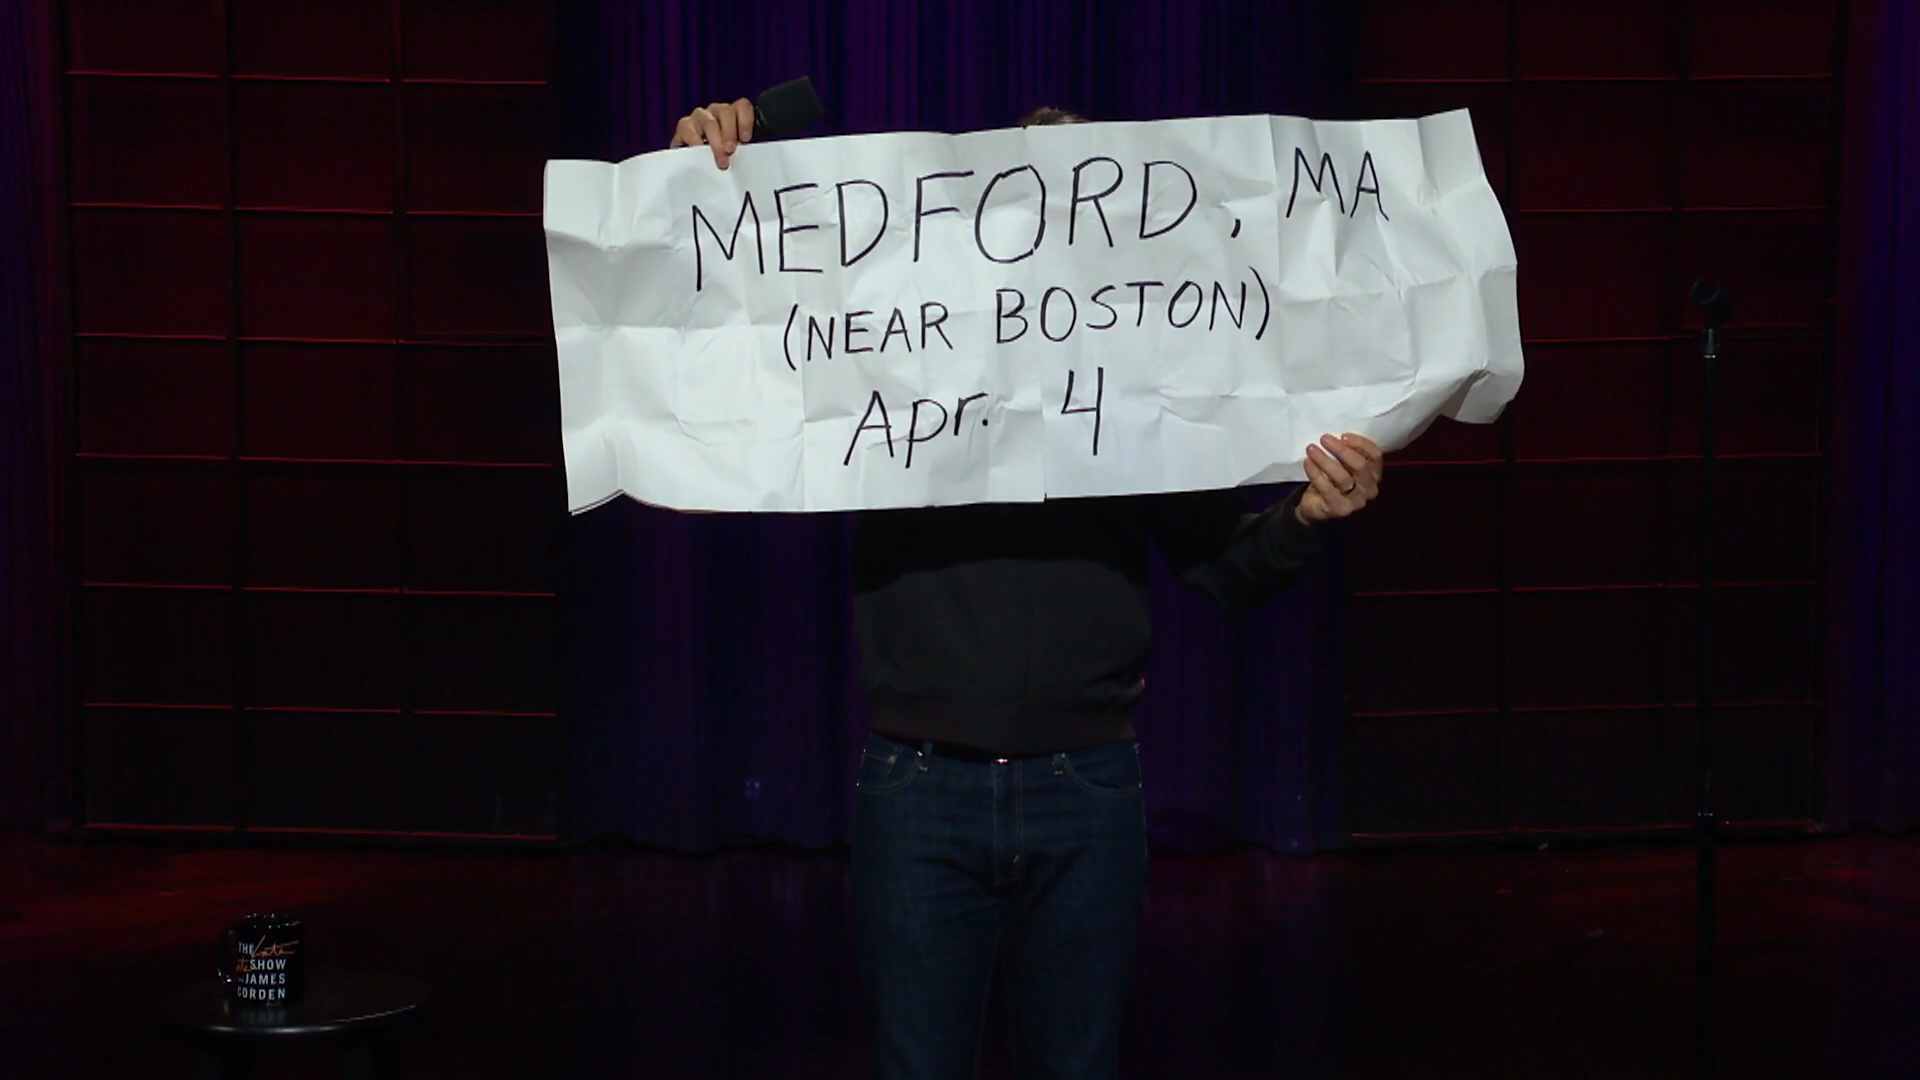 MEDFORD, MA
(NEAR BOSTON)
Apr. 4
THE Late
Late SHOW
JAMES
CORDEN